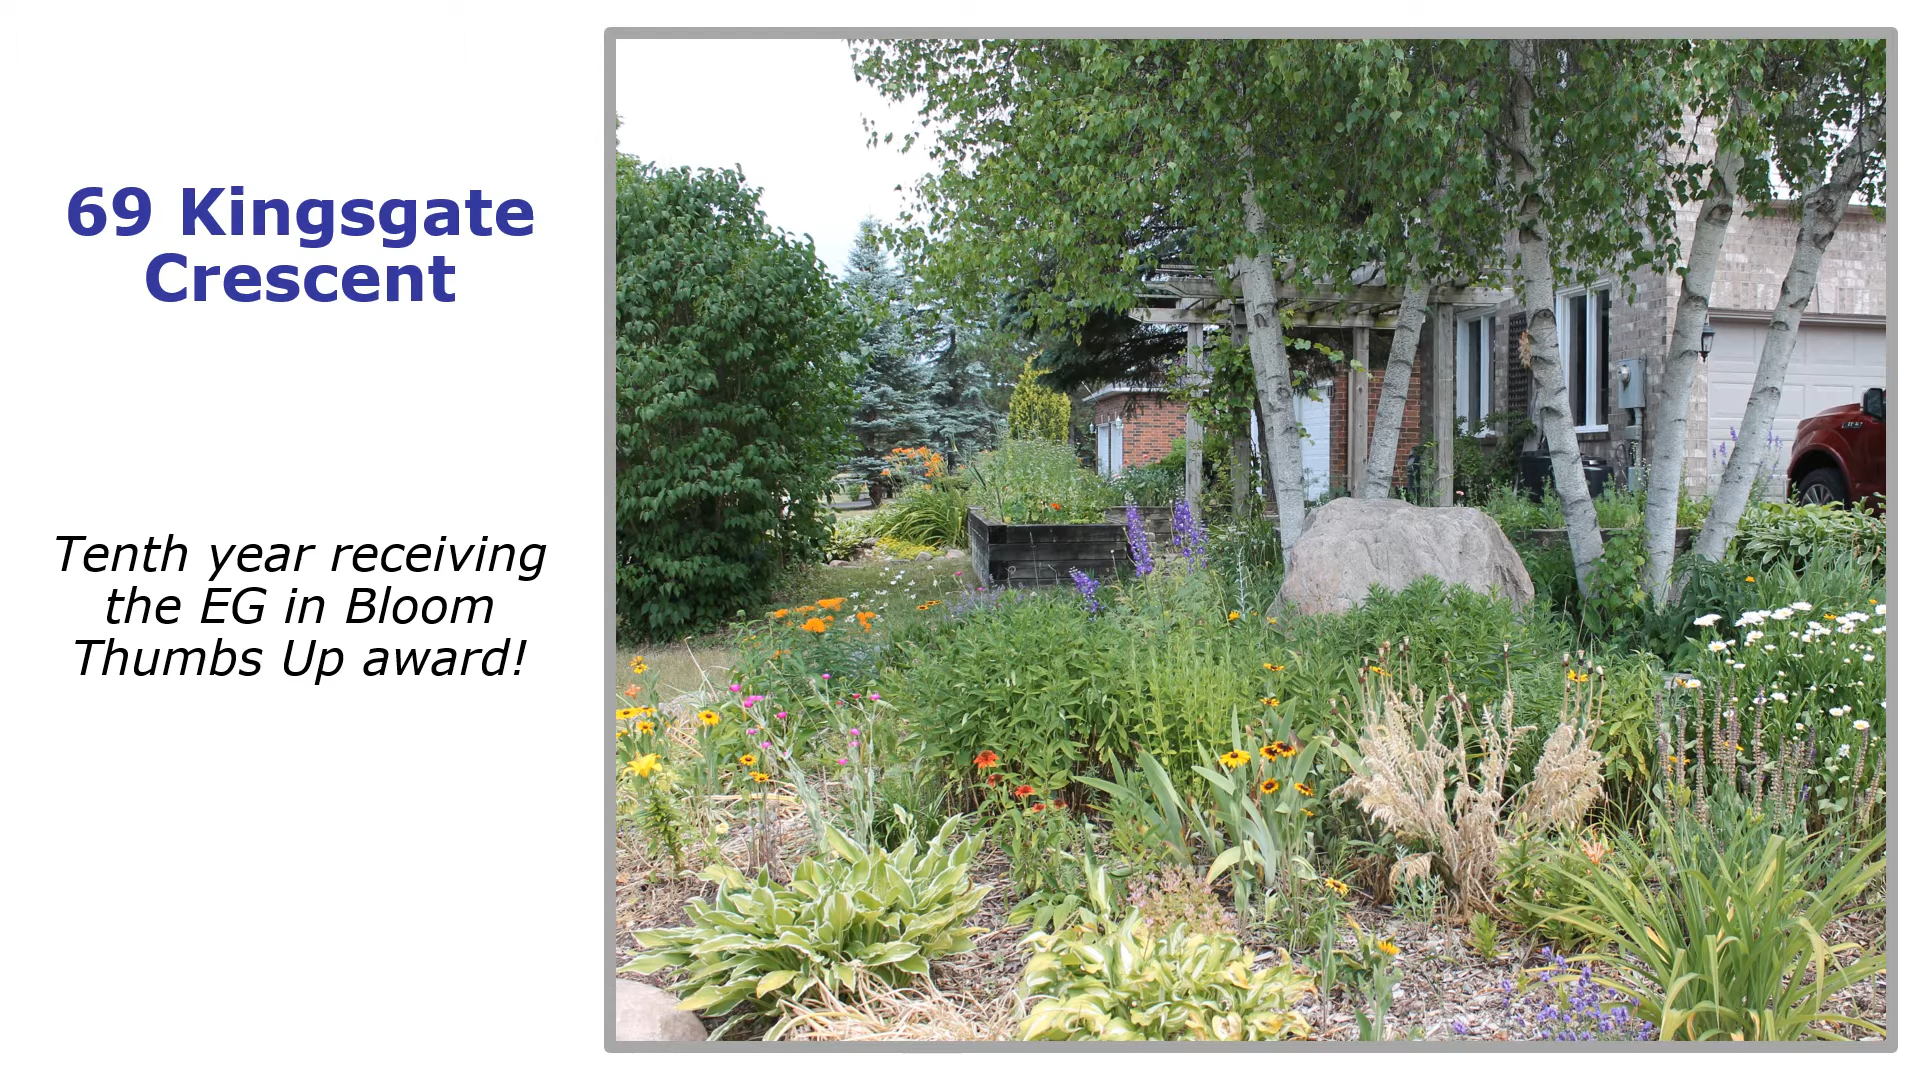 69 Kingsgate
Crescent
Tenth year receiving
the EG in Bloom
Thumbs Up award!